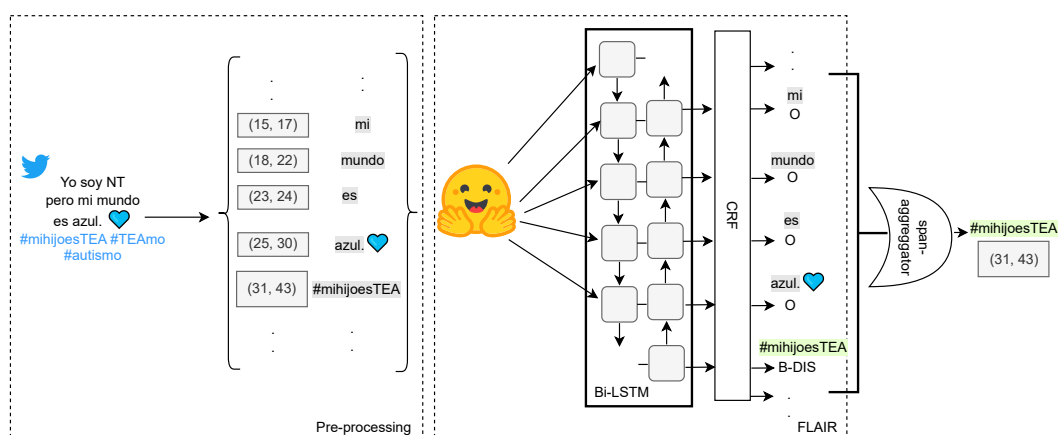 Yo soy NT
pero mi mundo
es azul.
#mihijoesTEA #TEAmo
#autismo
.
.
(15, 17) mi
(18, 22) mundo
(23, 24) es
(25, 30) azul.
(31, 43) #mihijoesTEA
. .
. .
Pre-processing
Bi-LSTM
CRF
.
.
mi
O
mundo
O
es
O
azul.
O
#mihijoesTEA
B-DIS
.
.
FLAIR
span-
aggreggator
#mihijoesTEA
(31, 43)